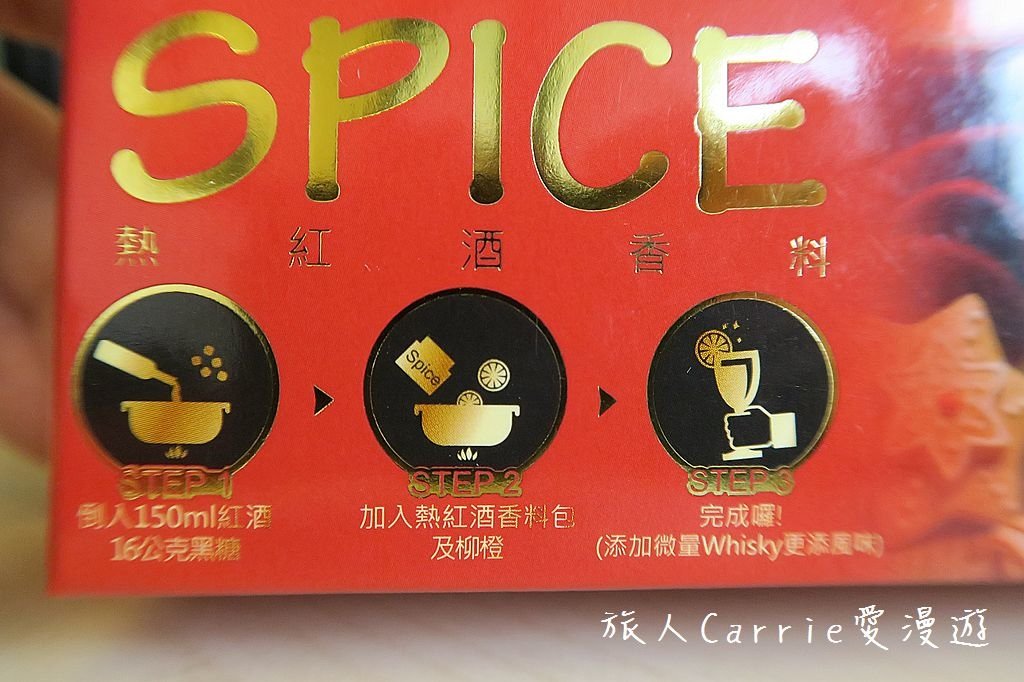 SPICE
熱紅酒香料
Spice
STEP 1
倒入150ml紅酒
16公克黑糖
STEP 2
加入熱紅酒香料包
及柳橙
STEP 3
完成囉!
(添加微量Whisky更添風味)
旅人Carrie愛漫遊